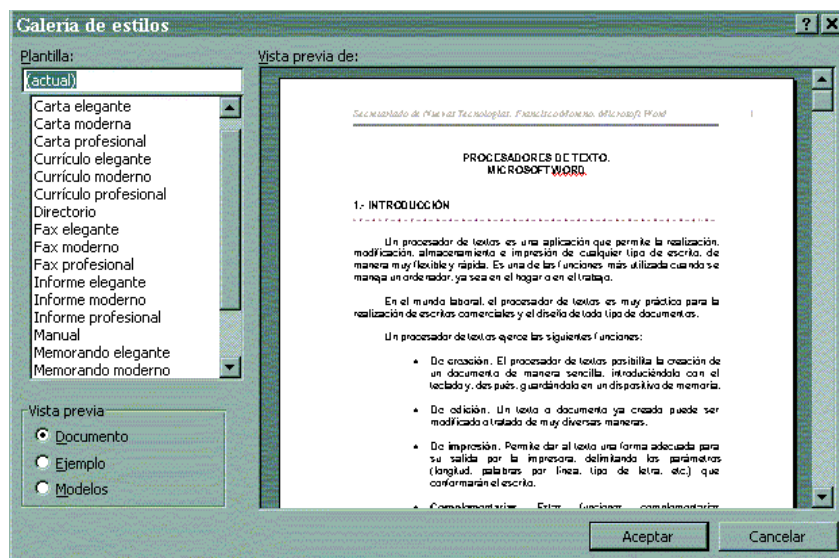 Galería de estilos
Plantilla:
(actual)
Carta elegante
Carta moderna
Carta profesional
Currículo elegante
Currículo moderno
Currículo profesional
Directorio
Fax elegante
Fax moderno
Fax profesional
Informe elegante
Informe moderno
Informe profesional
Manual
Memorando elegante
Memorando moderno
Vista previa
Documento
Ejemplo
Modelos
Vista previa de:
Secretariado de Nuevas Tecnologías. Francisco Moreno. Microsoft Word 1
PROCESADORES DE TEXTO.
MICROSOFT WORD.
1.- INTRODUCCIÓN
Un procesador de textos es una aplicación que permite la realización,
modificación, almacenamiento e impresión de cualquier tipo de escrito, de
manera muy flexible y rápida. Es una de las funciones más utilizada cuando se
maneja un ordenador, ya sea en el hogar o en el trabajo.
En el mundo laboral, el procesador de textos es muy práctico para la
realización de escritos comerciales y el diseño de todo tipo de documentos.
Un procesador de textos ejerce las siguientes funciones:
• De creación. El procesador de textos posibilita la creación de
un documento de manera sencilla, introduciéndolo con el
teclado y, después, guardándolo en un dispositivo de memoria.
• De edición. Un texto o documento ya creado puede ser
modificado o tratado de muy diversas maneras.
• De impresión. Permite dar al texto una forma adecuada para
su salida por la impresora, delimitando los parámetros
(longitud, palabras por línea, tipo de letra, etc.) que
conformarán el escrito.
• Complementarias. Estas funciones complementarias
Aceptar
Cancelar